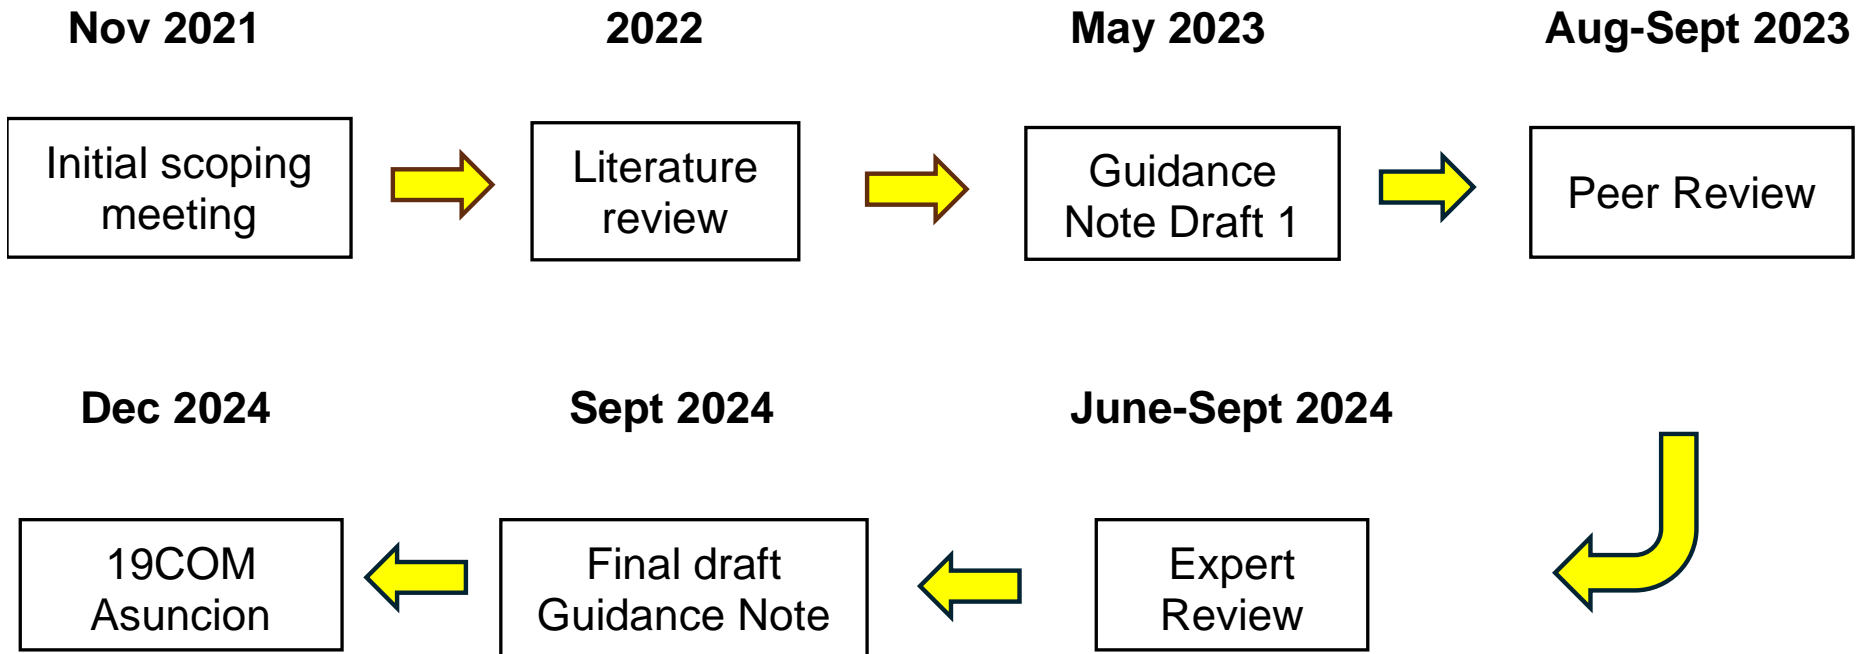 Nov 2021
2022
May 2023
Aug-Sept 2023
Initial scoping
meeting
Literature
review
Guidance
Note Draft 1
Peer Review
Dec 2024
Sept 2024
June-Sept 2024
19COM
Asuncion
Final draft
Guidance Note
Expert
Review